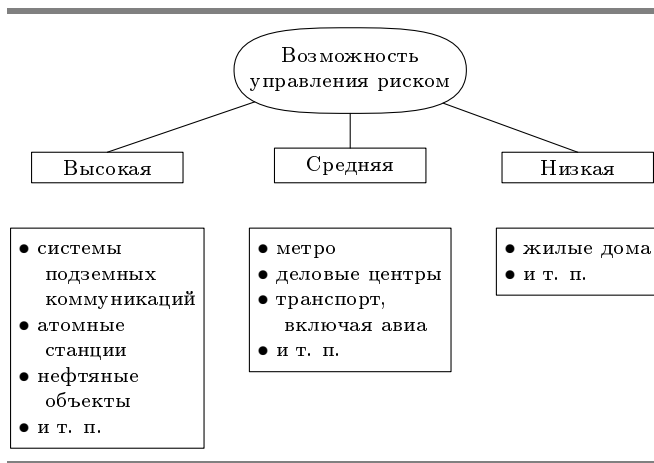 Возможность
управления риском
Высокая
Средняя
Низкая
• системы
подземных
коммуникаций
• атомные
станции
• нефтяные
объекты
• и т. п.
• метро
• деловые центры
• транспорт,
включая авиа
• и т. п.
• жилые дома
• и т. п.